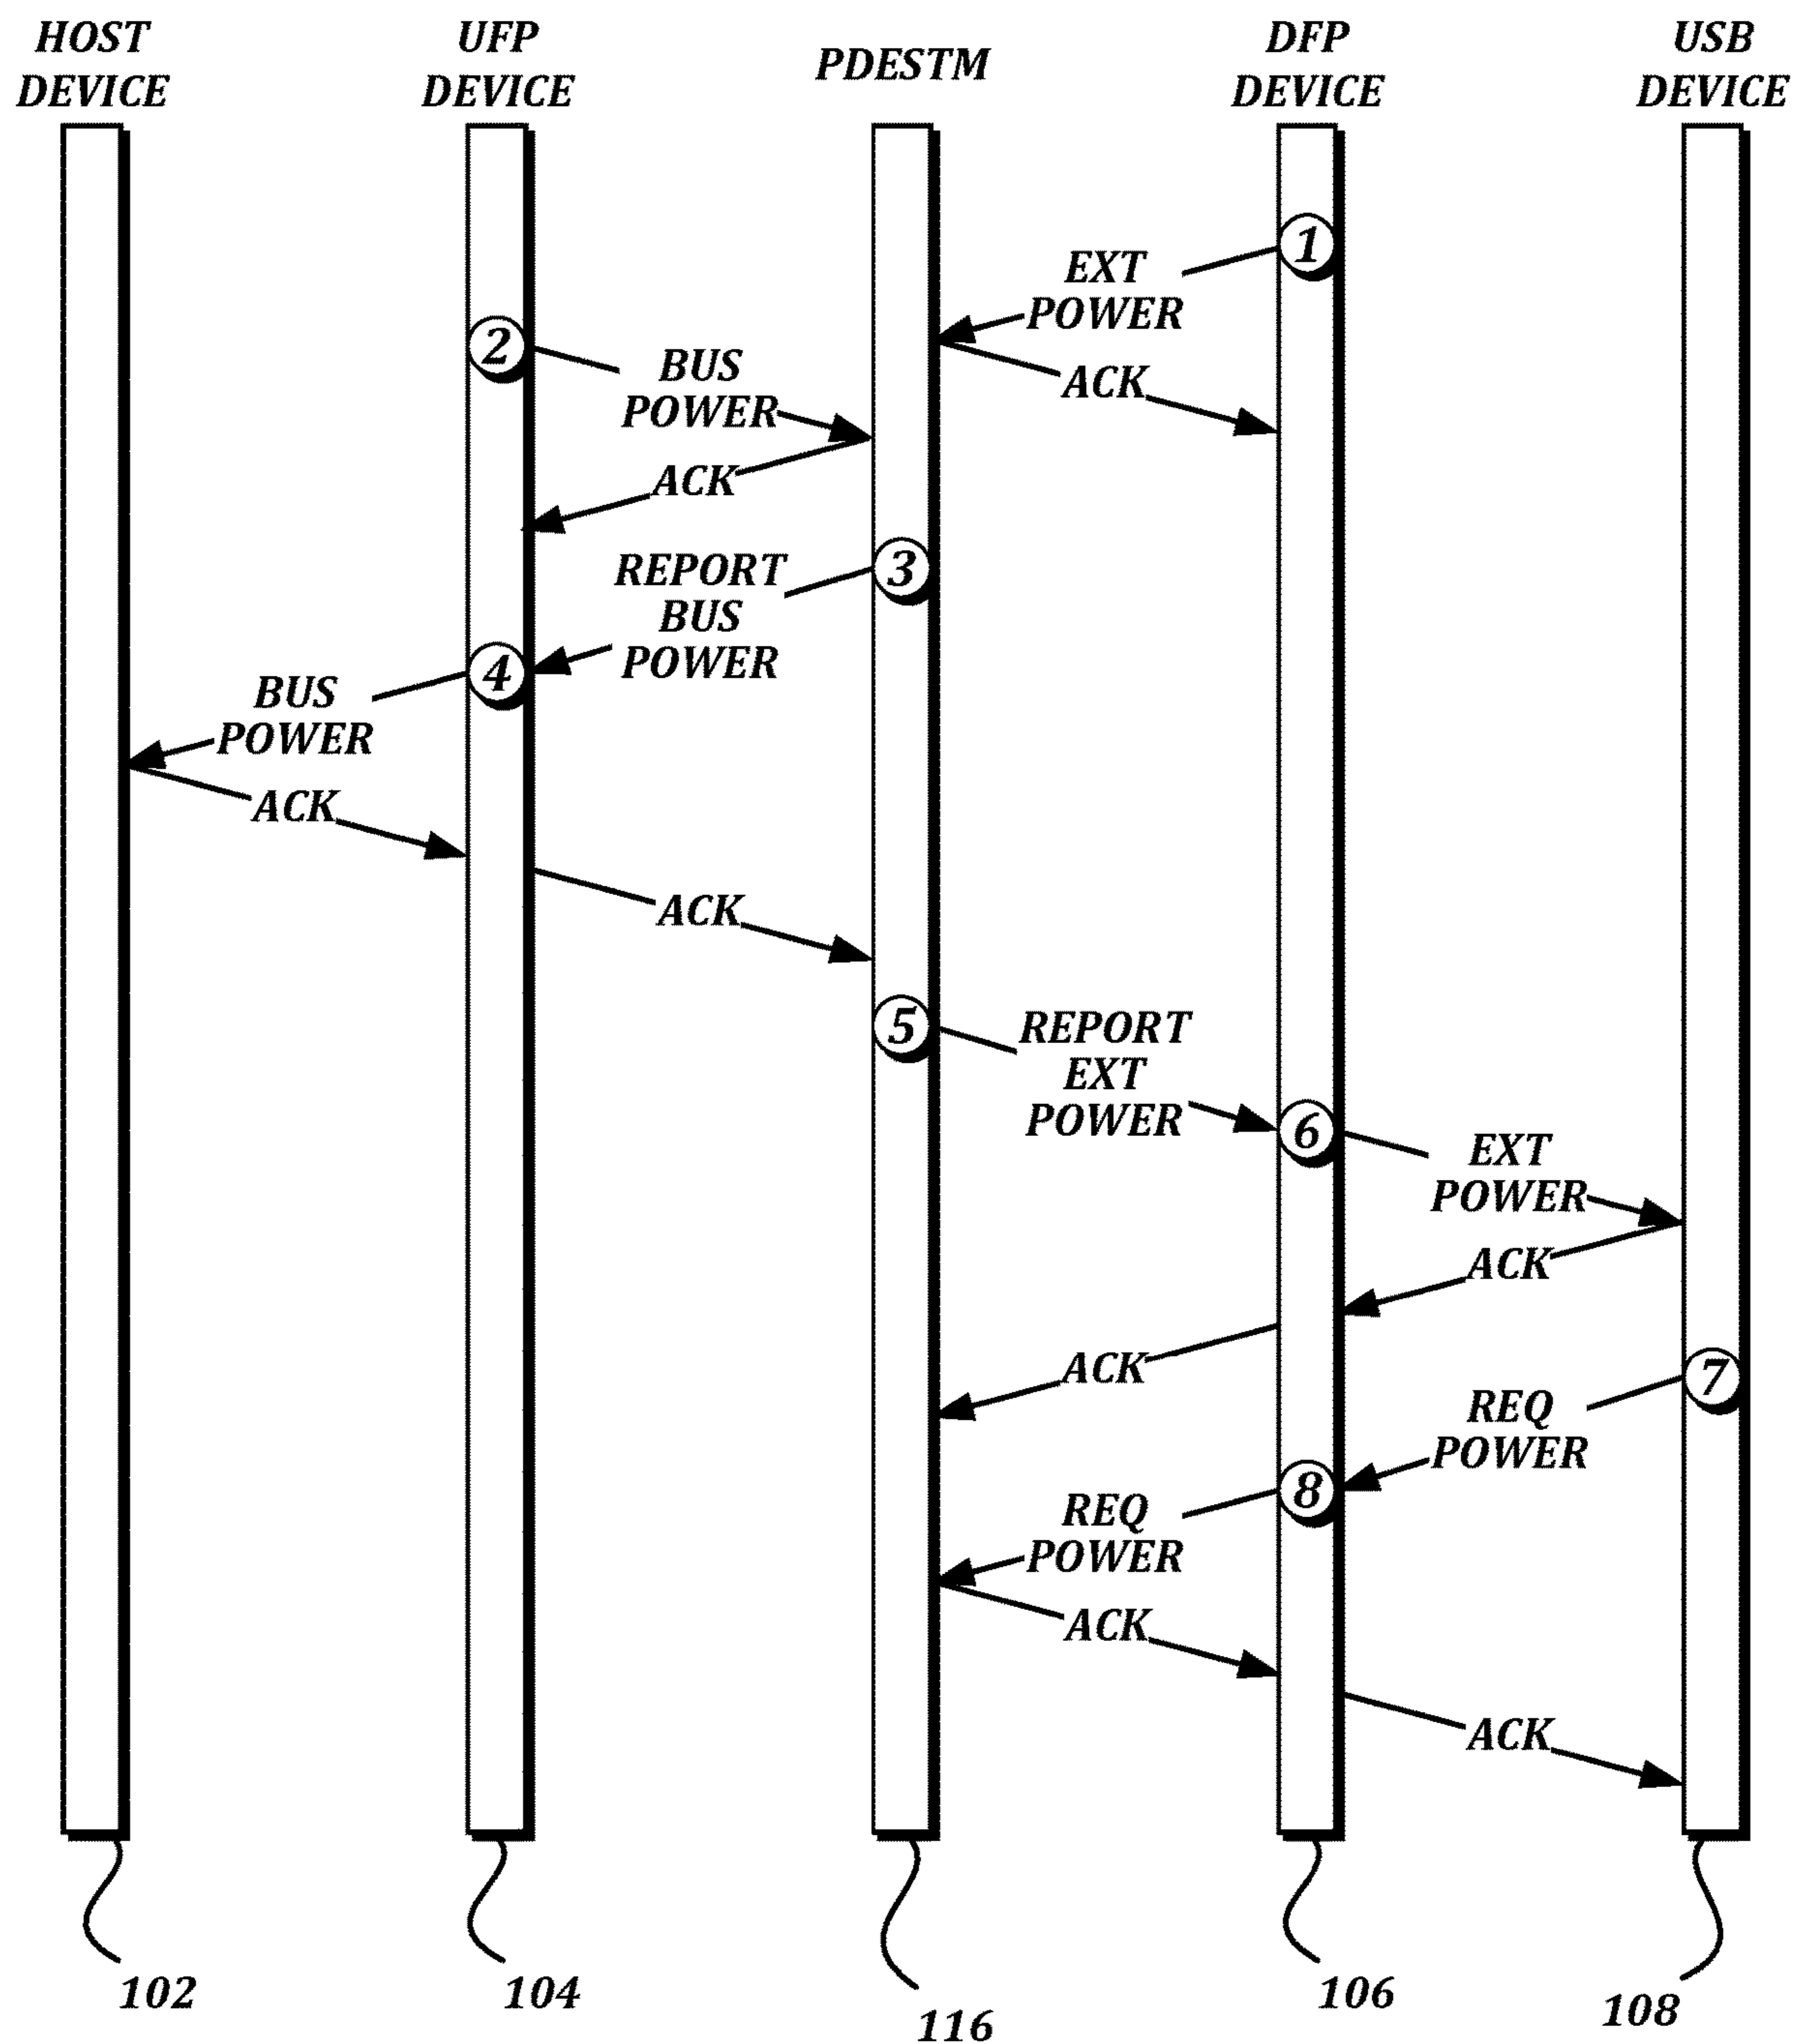 HOST
DEVICE
UFP
DEVICE
PDESTM
DFP
DEVICE
USB
DEVICE
1
EXT
POWER
2
BUS
POWER
ACK
ACK
3
REPORT
BUS
POWER
4
BUS
POWER
ACK
ACK
5
REPORT
EXT
POWER
6
EXT
POWER
ACK
ACK
7
REQ
POWER
8
REQ
POWER
ACK
ACK
102
104
116
106
108